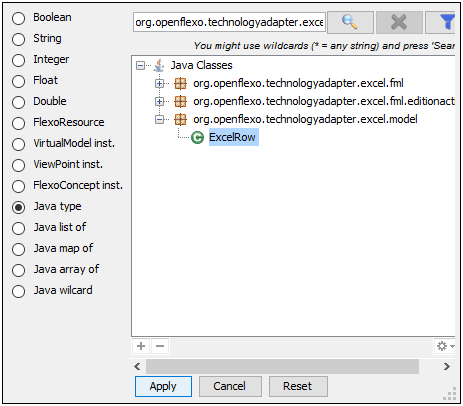 Boolean
String
Integer
Float
Double
FlexoResource
VirtualModel inst.
ViewPoint inst.
FlexoConcept inst.
Java type
Java list of
Java map of
Java array of
Java wilcard
org.openflexo.technologyadapter.exce
You might use wildcards (* = any string) and press 'Sear
Java Classes
org.openflexo.technologyadapter.excel.fml
org.openflexo.technologyadapter.excel.fml.editionact
org.openflexo.technologyadapter.excel.model
C ExcelRow
Apply Cancel Reset